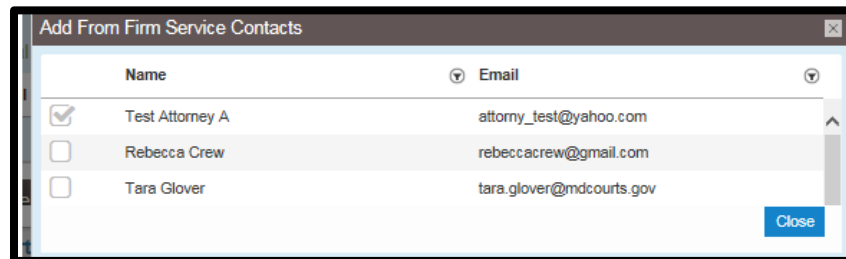 Add From Firm Service Contacts
Name Email
Test Attorney A attorny_test@yahoo.com
Rebecca Crew rebeccacrew@gmail.com
Tara Glover tara.glover@mdcourts.gov
Close